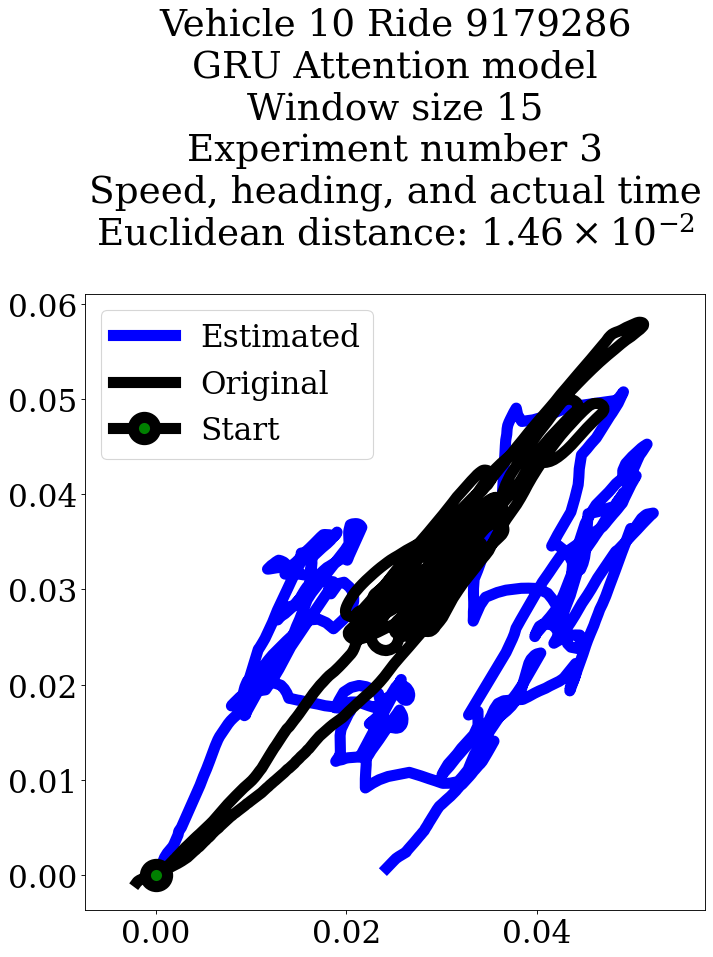 Vehicle 10 Ride 9179286
GRU Attention model
Window size 15
Experiment number 3
Speed, heading, and actual time
Euclidean distance: 1.46 × 10⁻²
0.06
0.05
0.04
0.03
0.02
0.01
0.00
Estimated
Original
Start
0.00 0.02 0.04